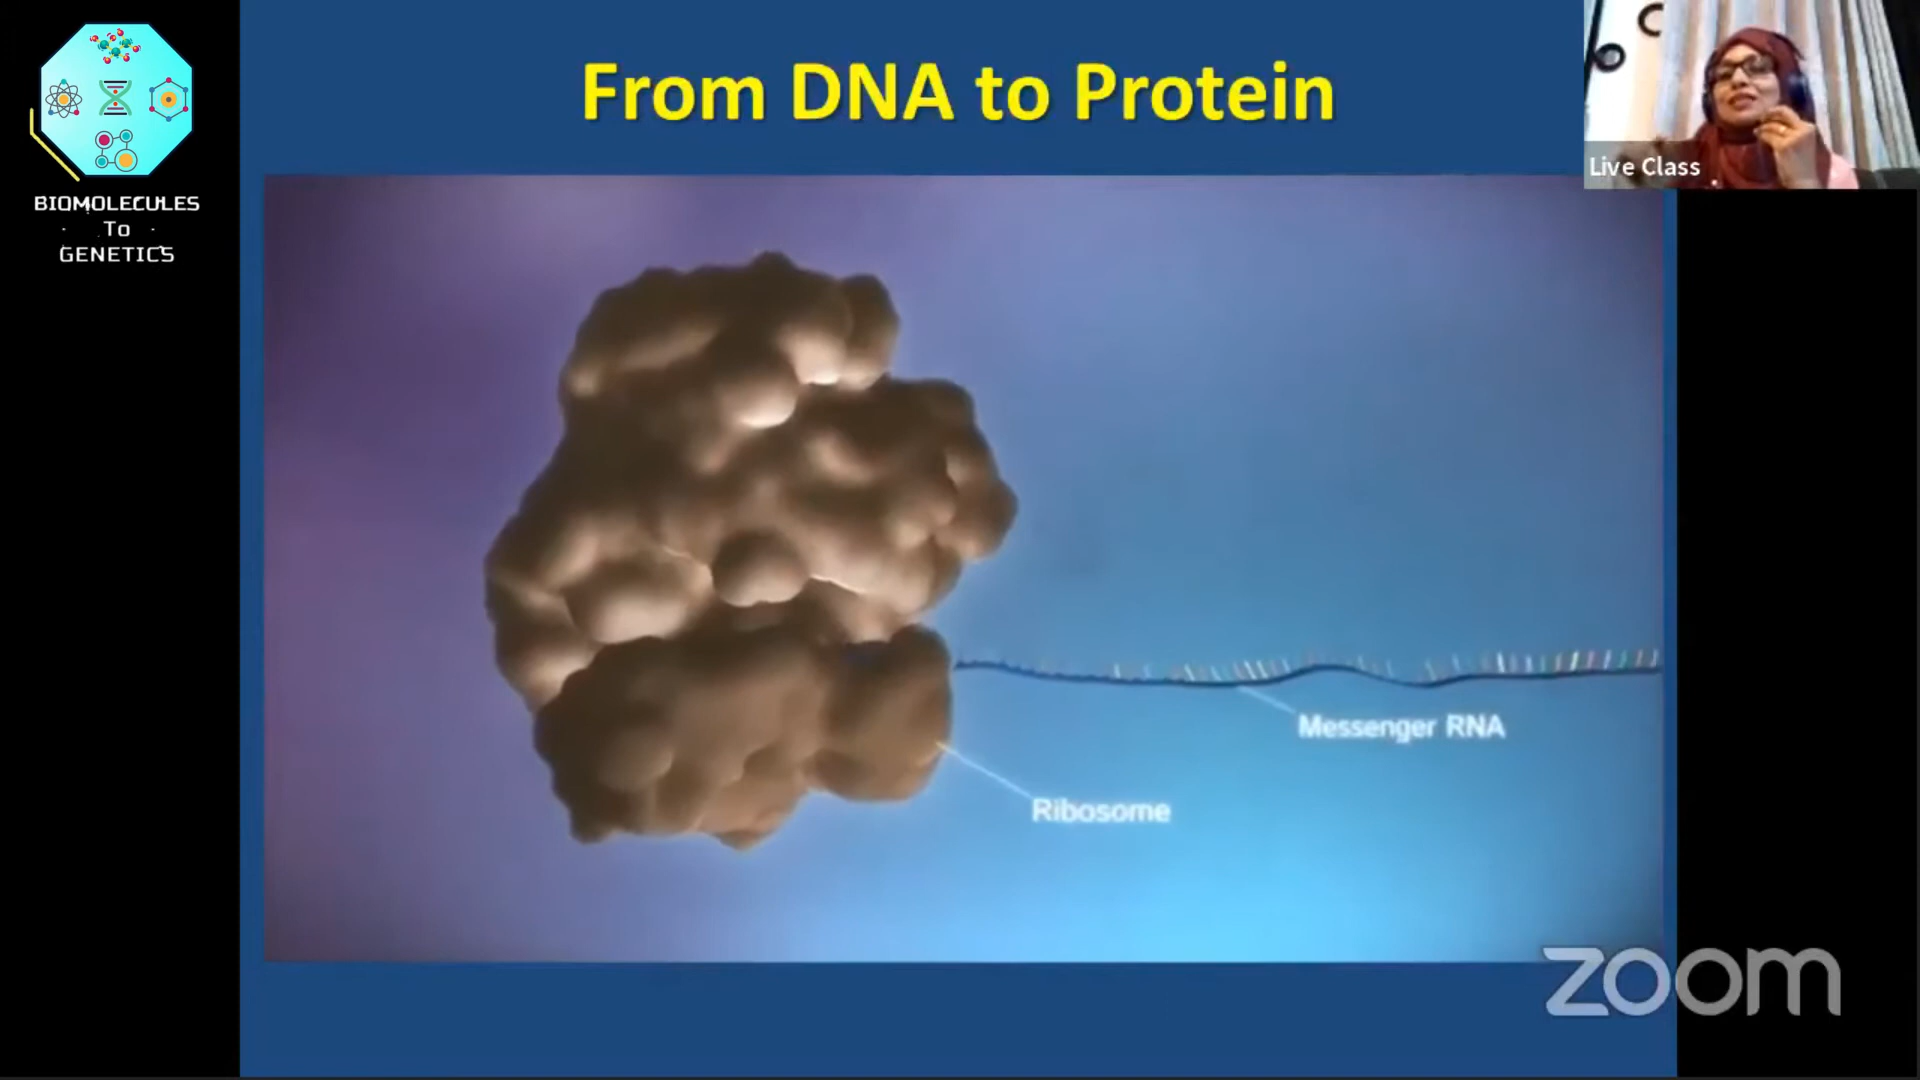 From DNA to Protein
Live Class
BIOMOLECULES
To
GENETICS
Messenger RNA
Ribosome
zoom